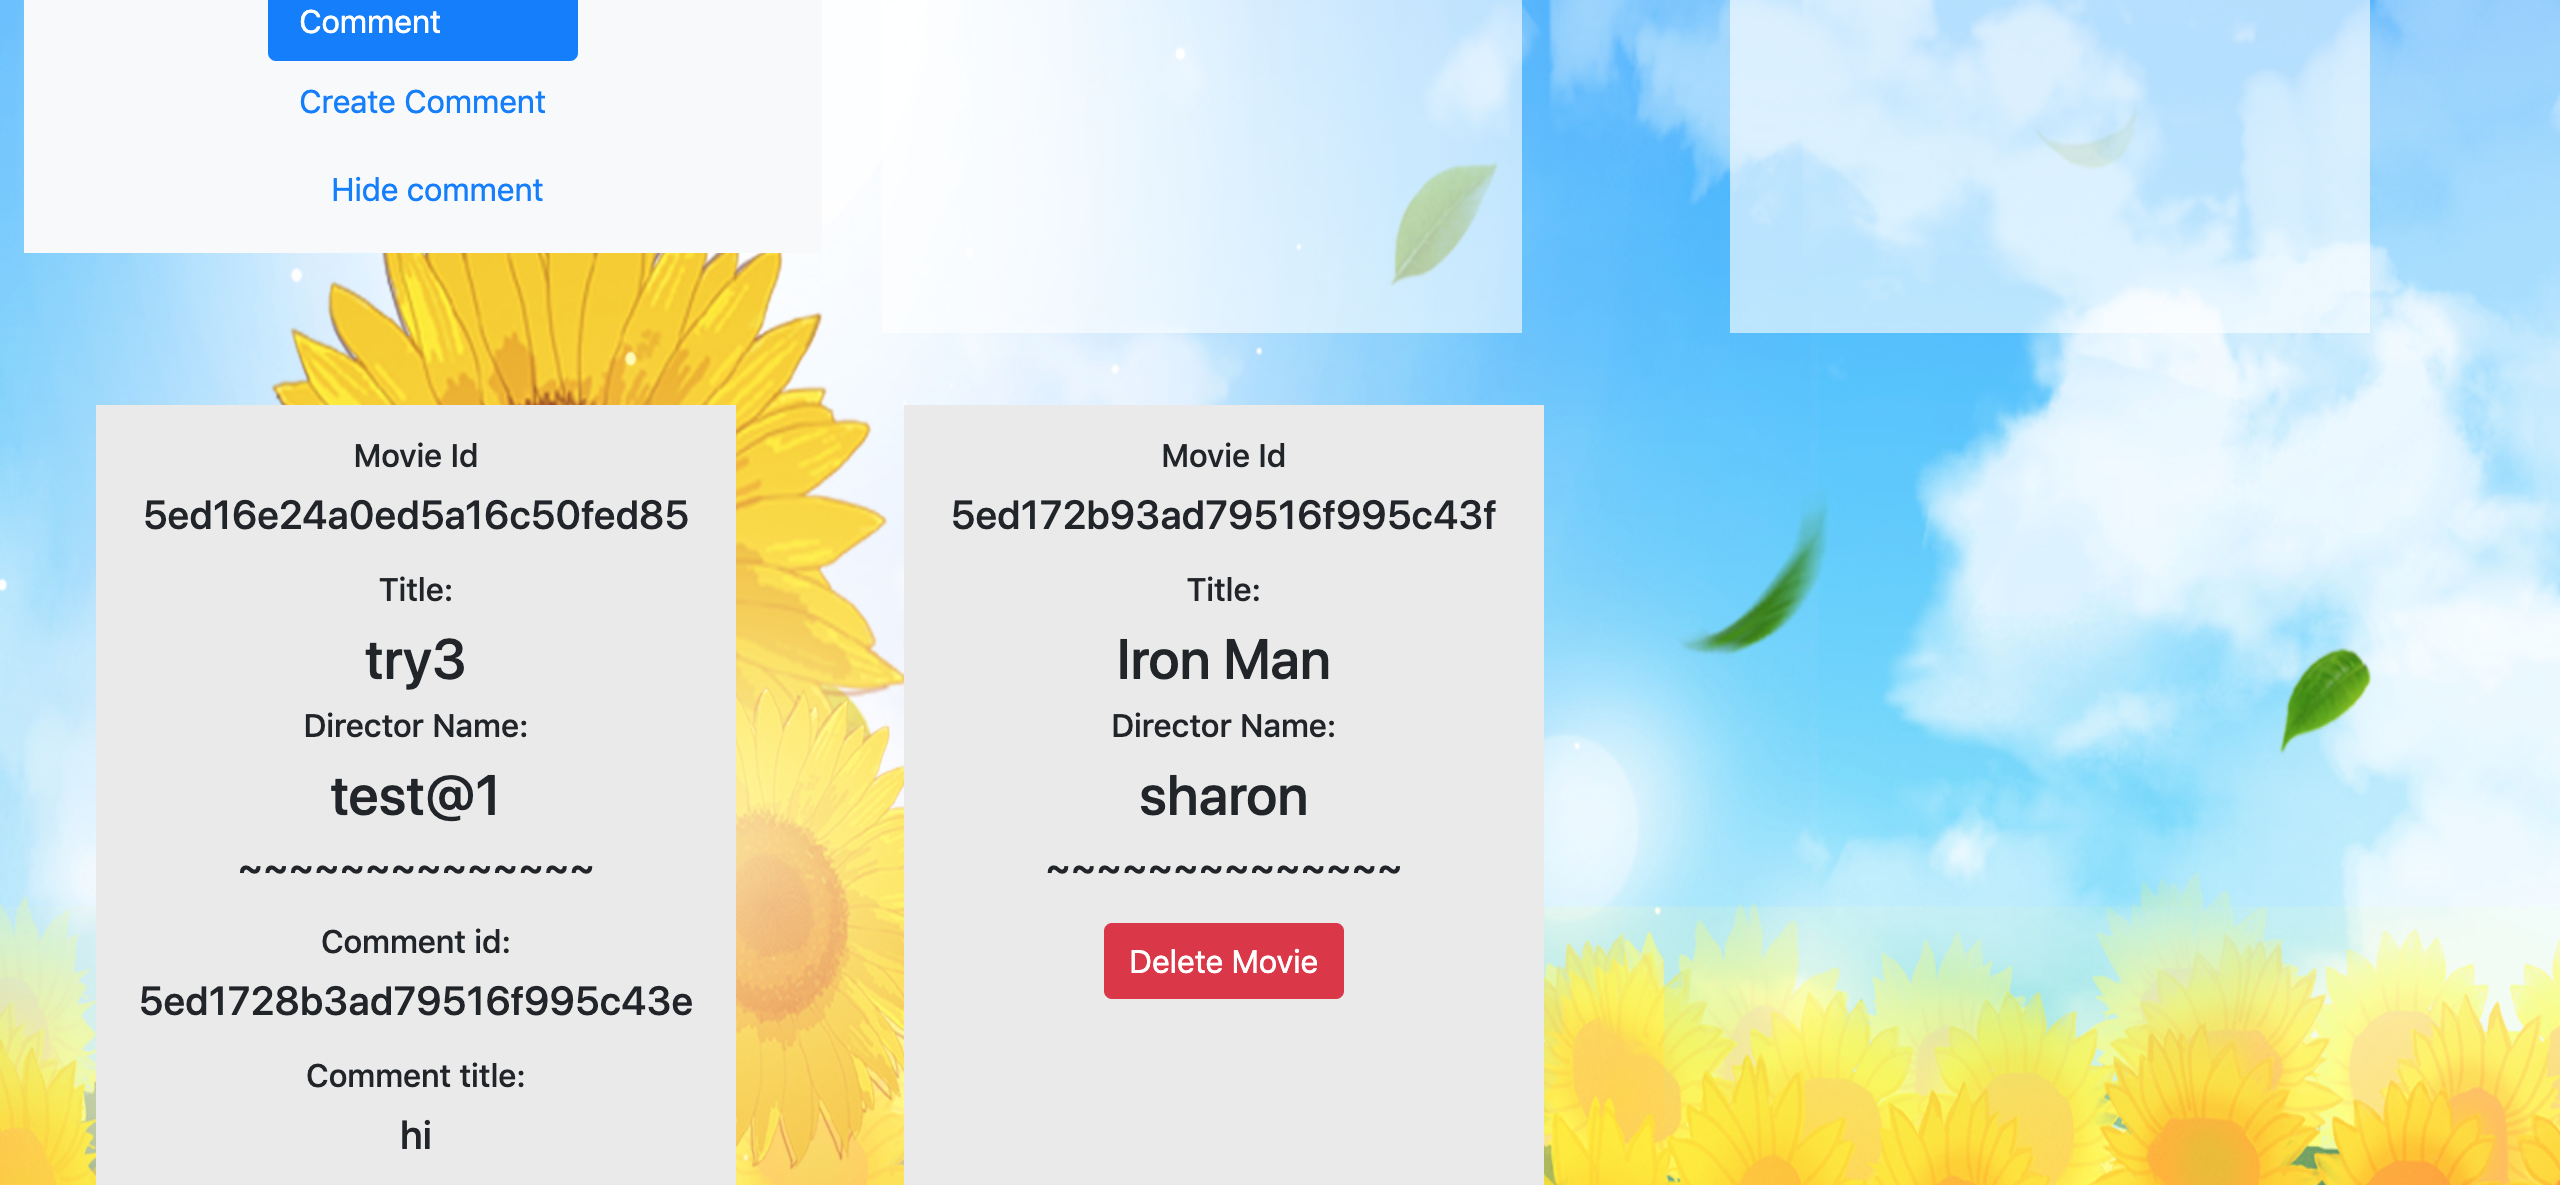 Comment
Create Comment
Hide comment
Movie Id
5ed16e24a0ed5a16c50fed85
Title:
try3
Director Name:
test@1
~~~~~~~~~~~~~~
Comment id:
5ed1728b3ad79516f995c43e
Comment title:
hi
Movie Id
5ed172b93ad79516f995c43f
Title:
Iron Man
Director Name:
sharon
~~~~~~~~~~~~~~
Delete Movie